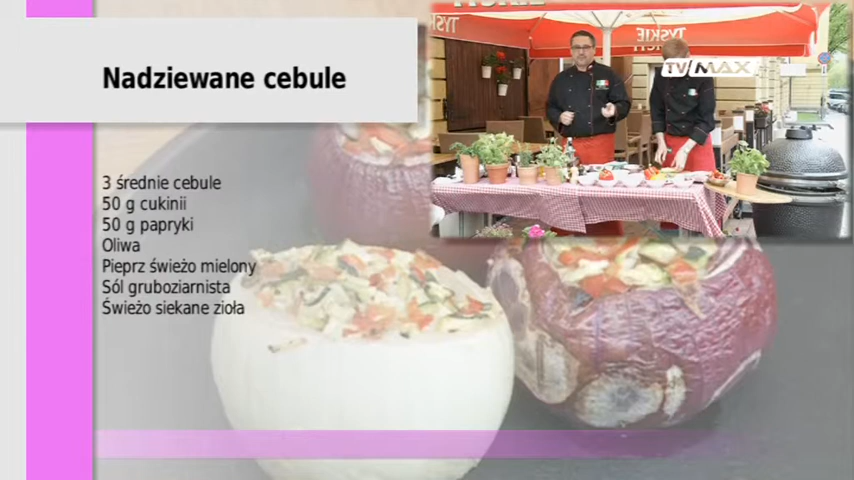 Nadziewane cebule
3 średnie cebule
50 g cukinii
50 g papryki
Oliwa
Pieprz świeżo mielony
Sól gruboziarnista
Świeżo siekane zioła
TYSKIE
TV MAX